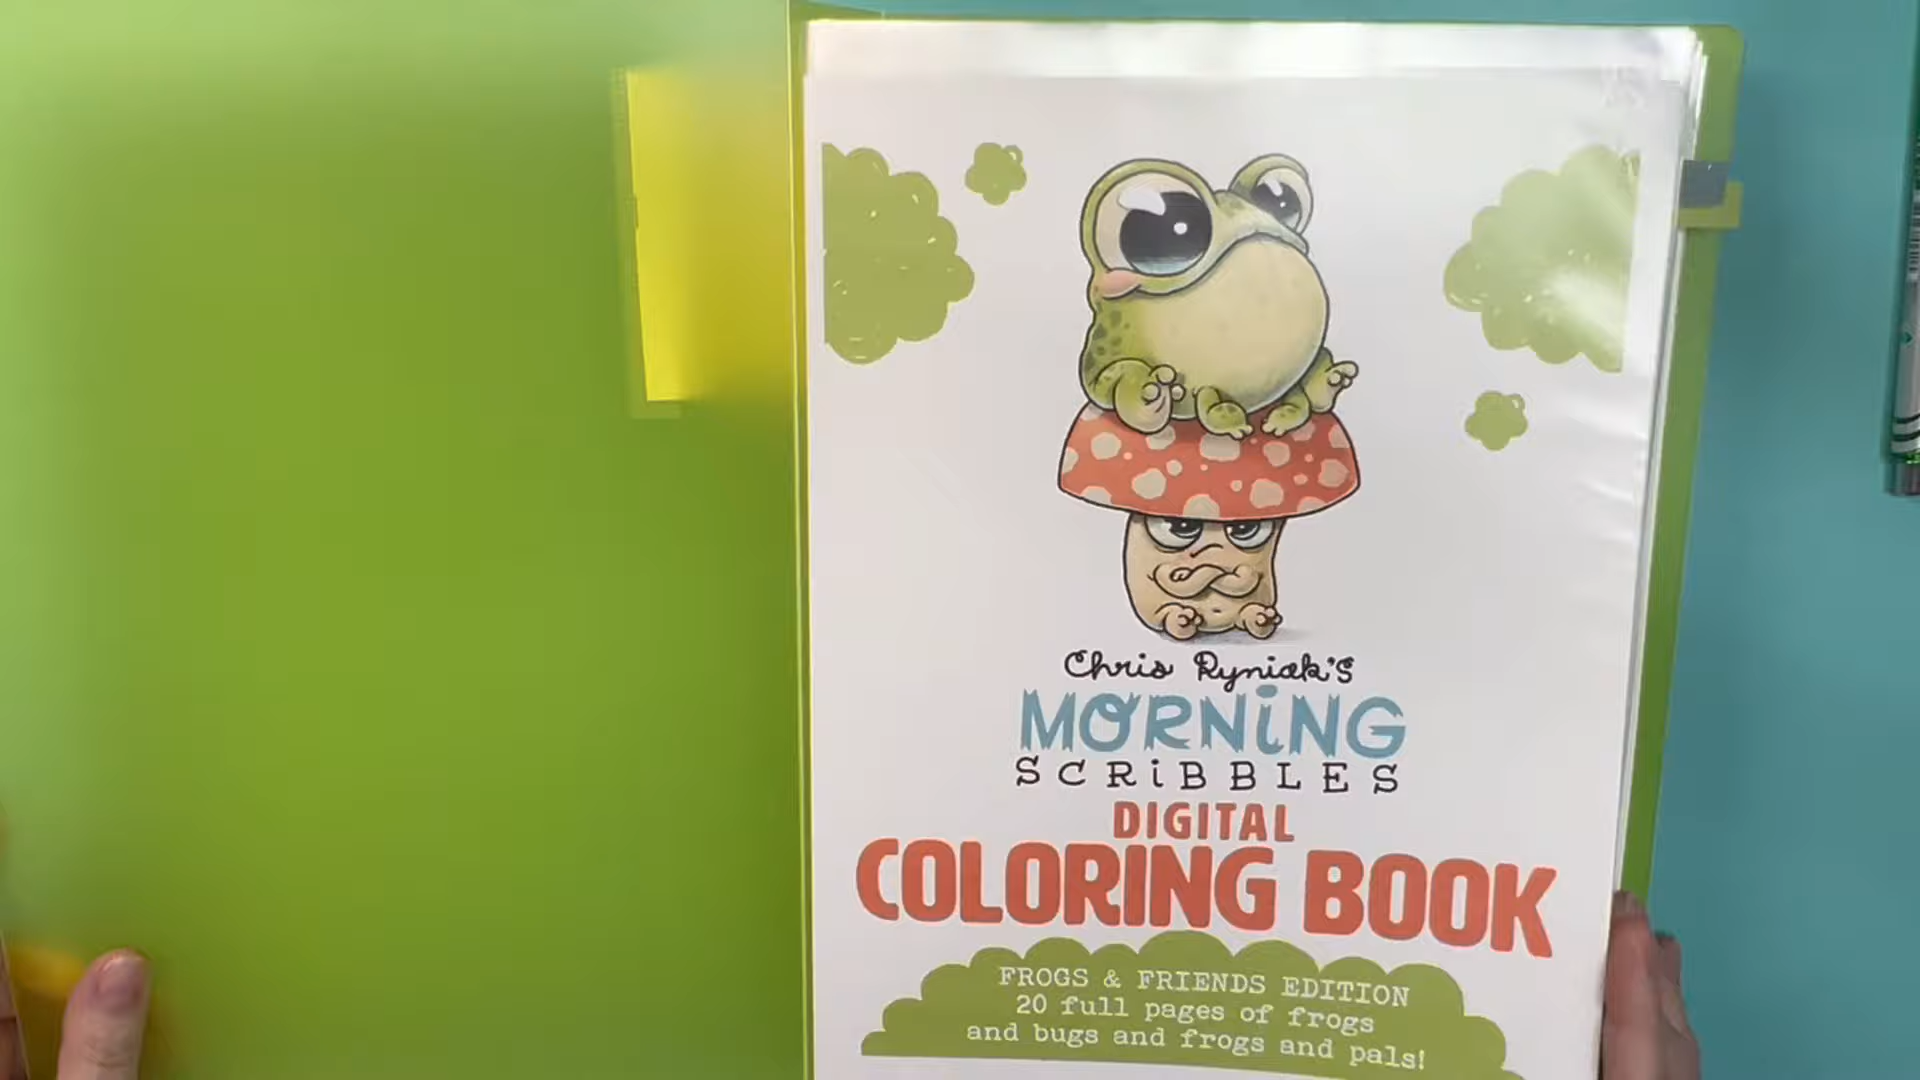 Chris Ryniak's
MORNiNG
SCRiBBLES
DIGITAL
COLORING BOOK
FROGS & FRIENDS EDITION
20 full pages of frogs
and bugs and frogs and pals!